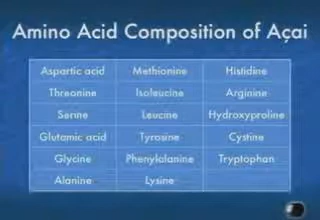 Amino Acid Composition of Açai
Aspartic acid Methionine Histidine
Threonine Isoleucine Arginine
Serine Leucine Hydroxyproline
Glutamic acid Tyrosine Cystine
Glycine Phenylalanine Tryptophan
Alanine Lysine